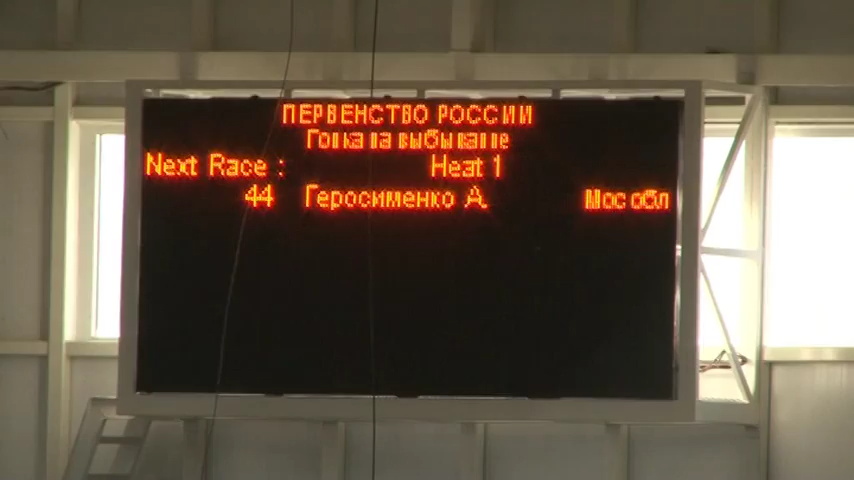 ПЕРВЕНСТВО РОССИИ
Гонка на выбывание
Next Race : Heat 1
44 Геросименко А. Мос обл